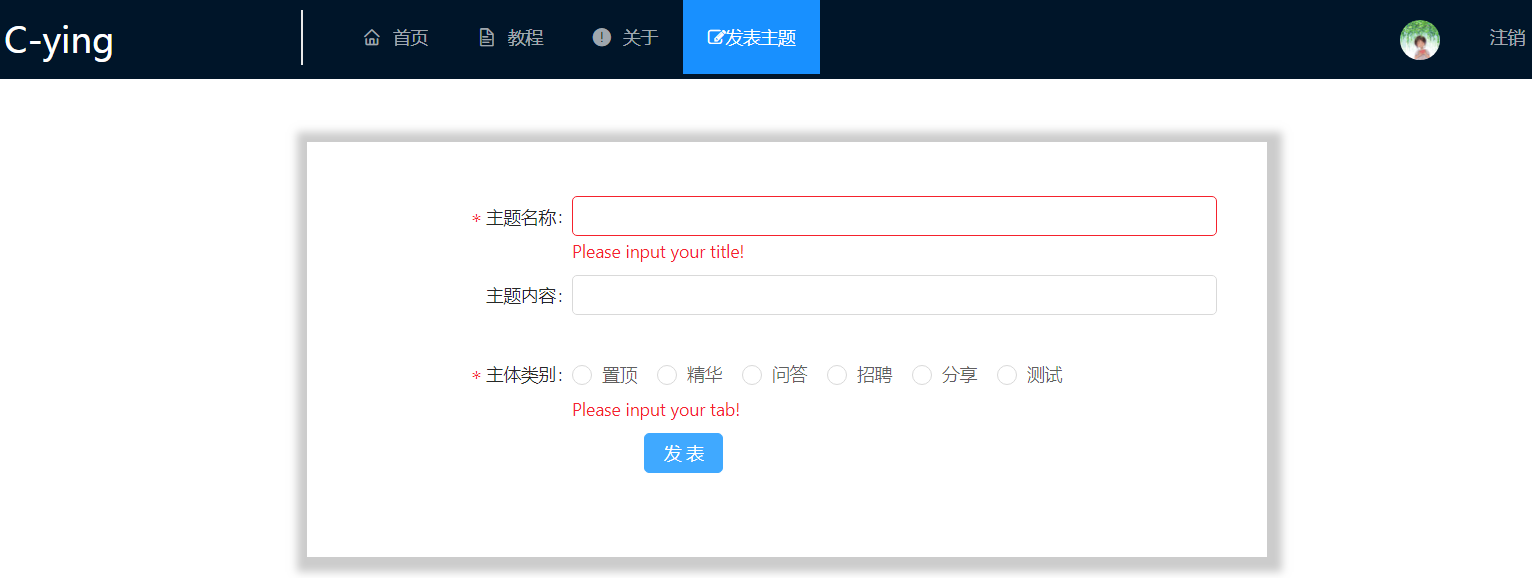 C-ying 首页 教程 关于 发表主题 注销
* 主题名称:
Please input your title!
主题内容:
* 主体类别: 置顶 精华 问答 招聘 分享 测试
Please input your tab!
发表